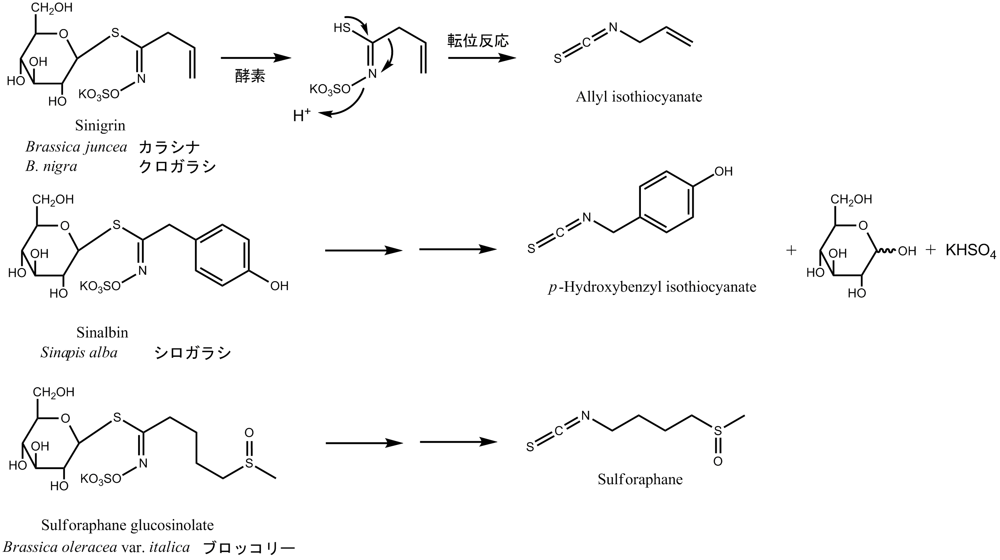 CH2OH
O
S
OH
HO
HO
N
KO3SO
酵素
HS
N
KO3SO
H+
転位反応
S
C
N
Allyl isothiocyanate
Sinigrin
Brassica juncea カラシナ
B. nigra クロガラシ
CH2OH
O
S
OH
HO
HO
N
KO3SO
OH
S
C
N
OH
p-Hydroxybenzyl isothiocyanate
+
CH2OH
O
OH
HO
HO
OH
+ KHSO4
Sinalbin
Sinapis alba シロガラシ
CH2OH
O
S
OH
HO
HO
N
KO3SO
O
S
S
C
N
S
O
Sulforaphane
Sulforaphane glucosinolate
Brassica oleracea var. italica ブロッコリー